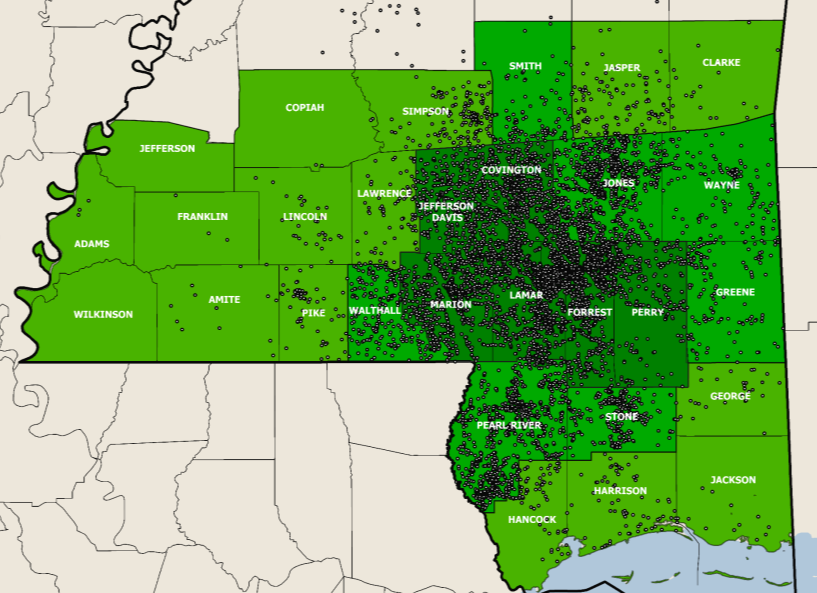 SMITH
JASPER
CLARKE
COPIAH
SIMPSON
JEFFERSON
COVINGTON
JONES
WAYNE
LAWRENCE
JEFFERSON
DAVIS
FRANKLIN
LINCOLN
ADAMS
WILKINSON
AMITE
PIKE
WALTHALL
MARION
LAMAR
FORREST
PERRY
GREENE
PEARL RIVER
STONE
GEORGE
HANCOCK
HARRISON
JACKSON